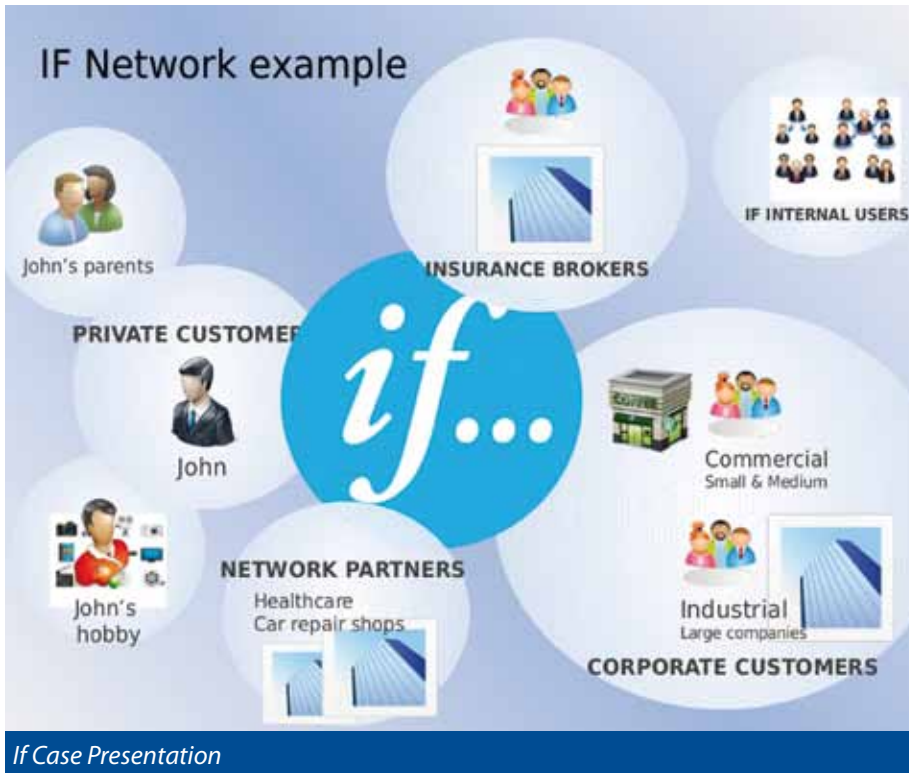 IF Network example
IF INTERNAL USERS
John's parents
INSURANCE BROKERS
PRIVATE CUSTOMER
if...
COFFEE
John
Commercial
Small & Medium
NETWORK PARTNERS
Healthcare
Car repair shops
John's
hobby
Industrial
Large companies
CORPORATE CUSTOMERS
If Case Presentation